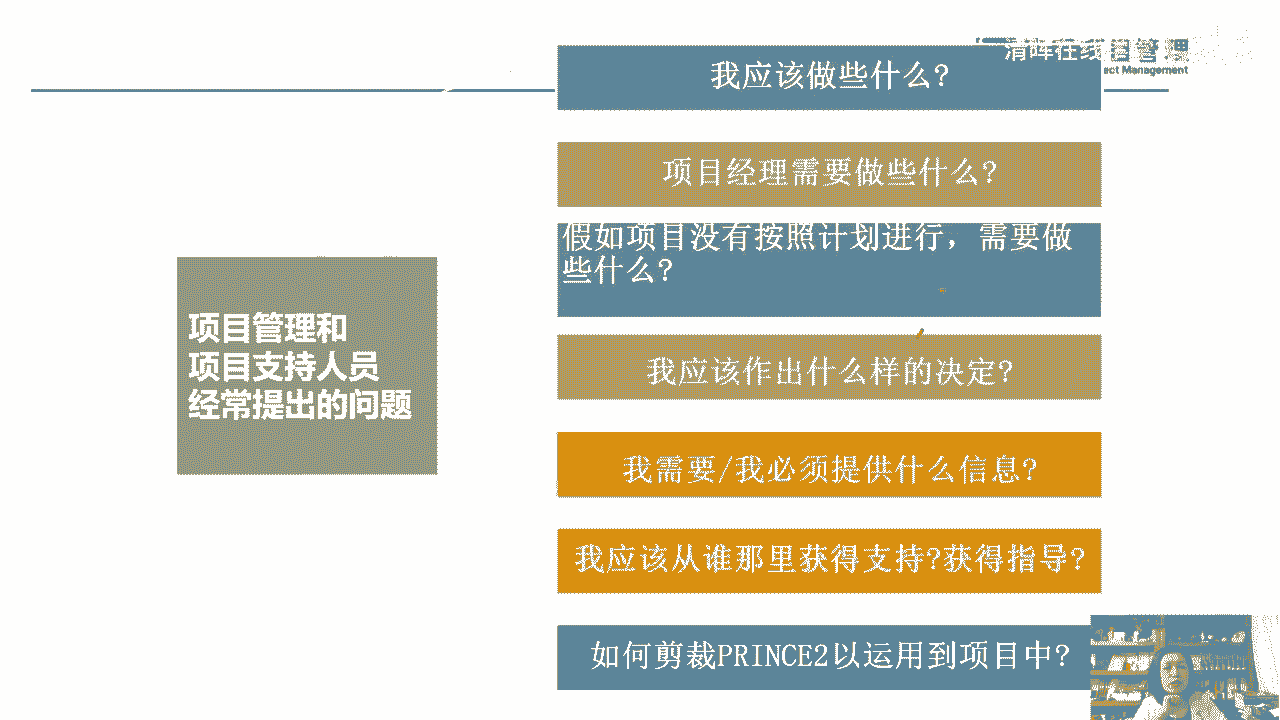 清晖在线
目管理
ect Management
我应该做些什么?
项目经理需要做些什么?
假如项目没有按照计划进行，需要做
些什么?
项目管理和
项目支持人员
经常提出的问题
我应该作出什么样的决定?
我需要/我必须提供什么信息?
我应该从谁那里获得支持?获得指导?
如何剪裁PRINCE2以运用到项目中?